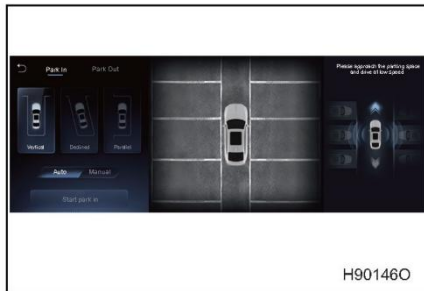 Park In
Park Out
Please approach the parking space
and drive at low speed
Vertical
Declined
Parallel
Auto
Manual
Start park in
H90146O